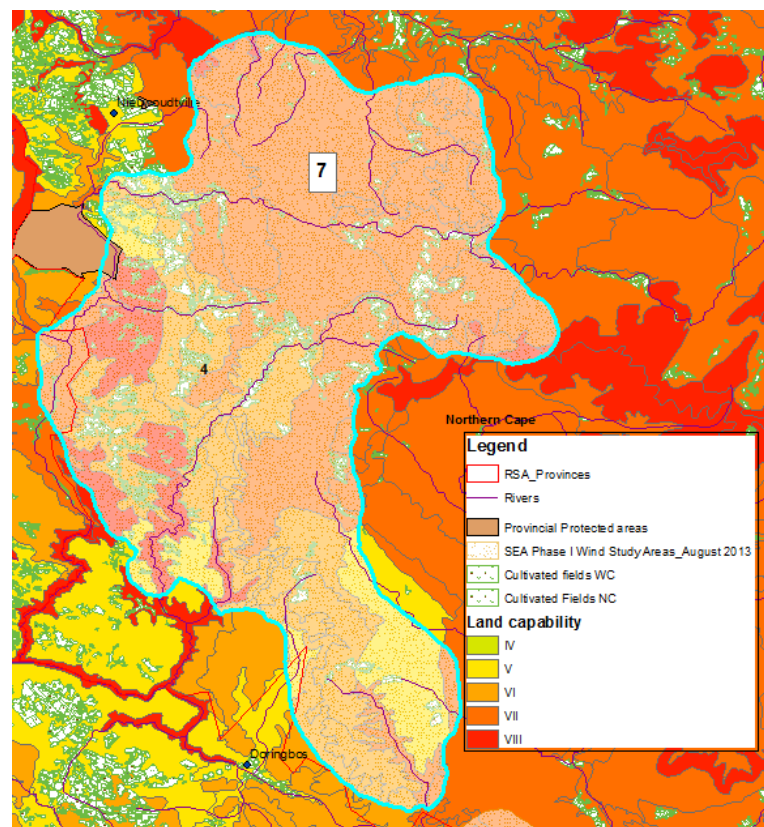 Nieuwoudtville
7
4
Northern Cape
Legend
RSA_Provinces
Rivers
Provincial Protected areas
SEA Phase I Wind Study Areas_August 2013
Cultivated fields WC
Cultivated Fields NC
Land capability
IV
V
VI
VII
VIII
Doringbos